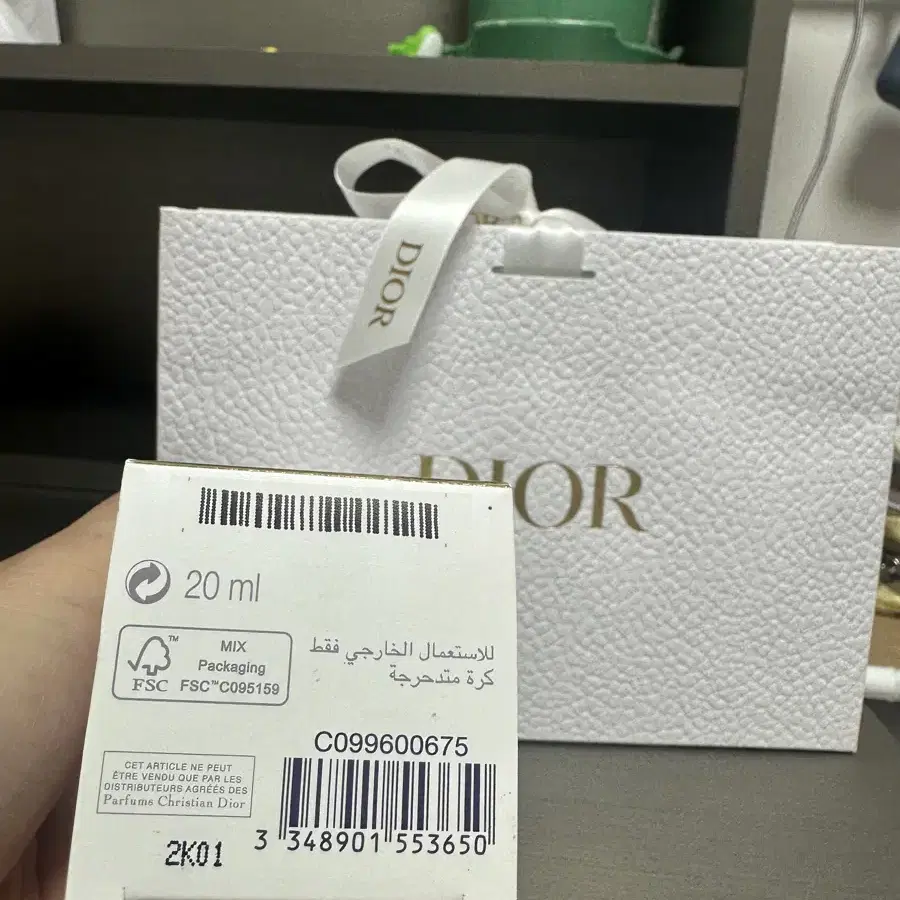 DIOR
DIOR
20 ml
FSC™
MIX
Packaging
FSC™C095159
للاستعمال الخارجي فقط
كرة متدحرجة
C099600675
CET ARTICLE NE PEUT
ÊTRE VENDU QUE PAR LES
DISTRIBUTEURS AGRÉÉS DES
Parfums Christian Dior
3 348901 553650
2K01